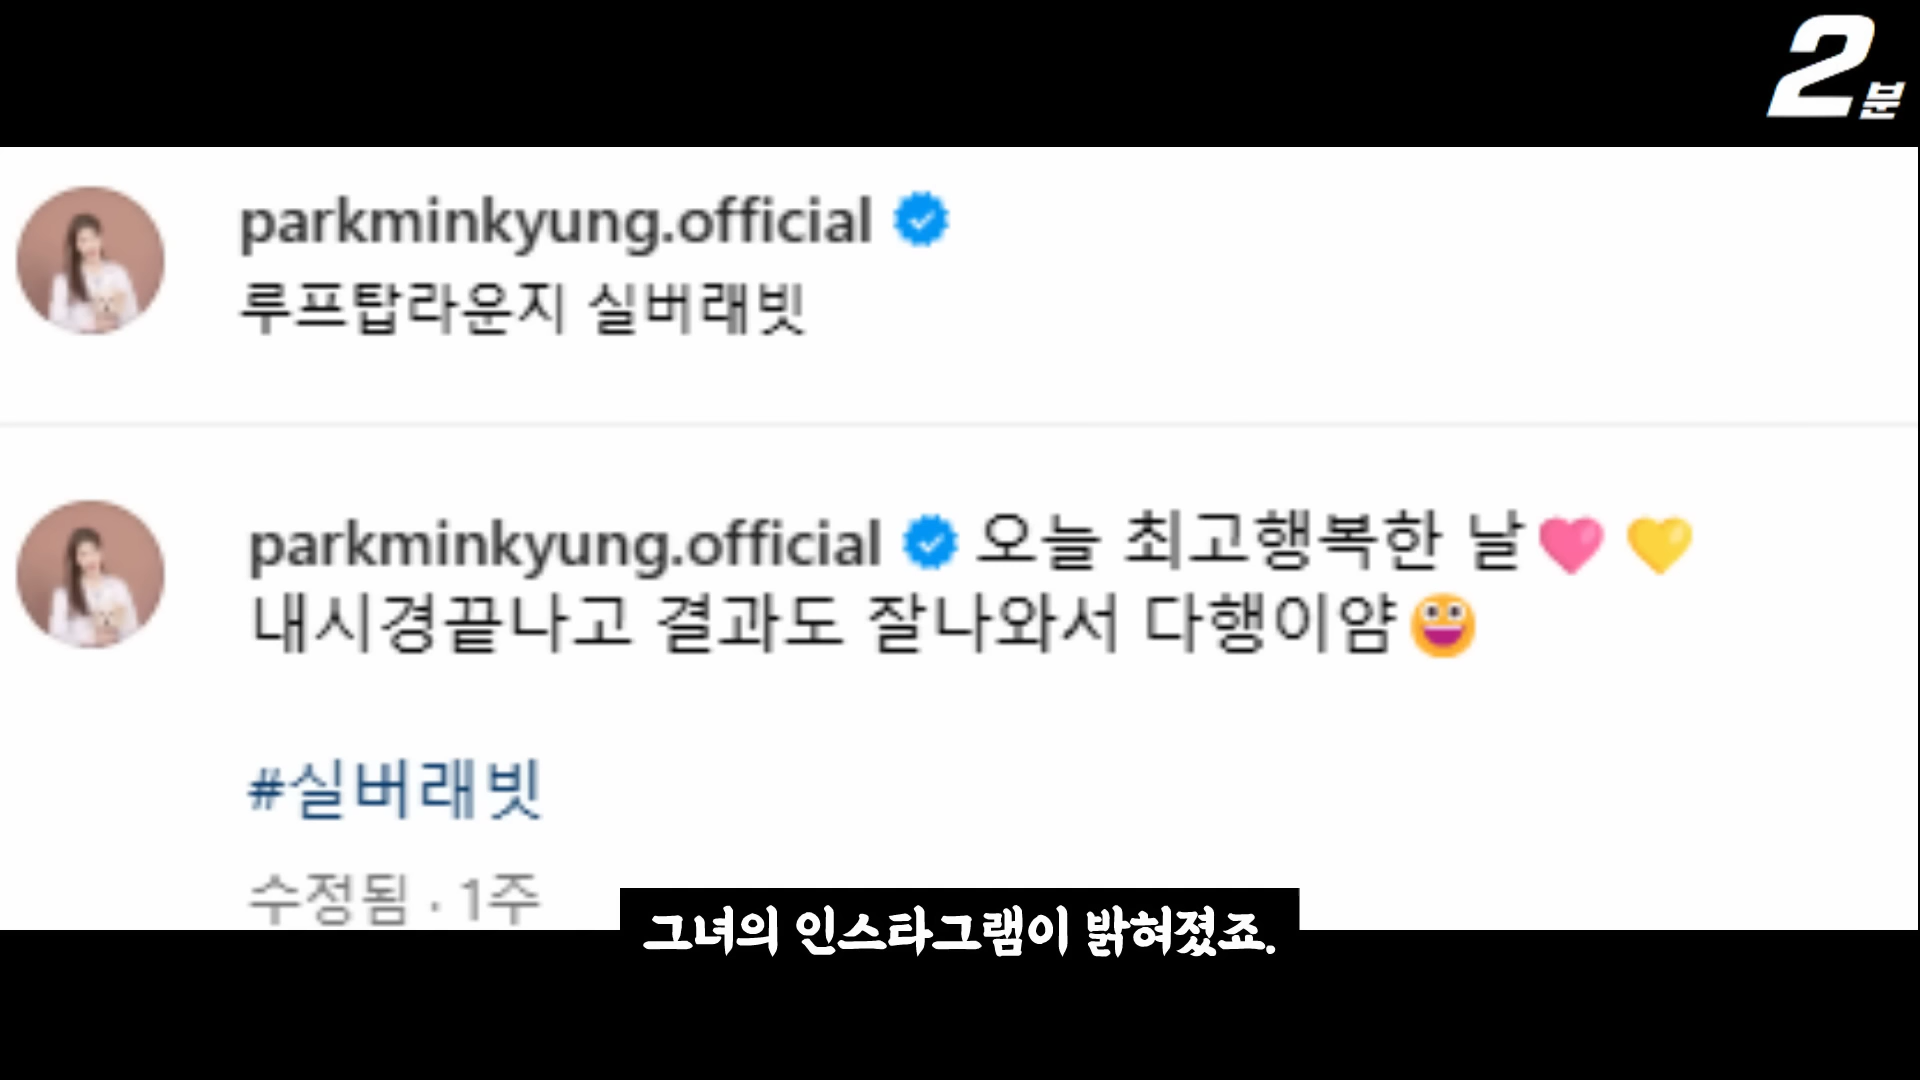 2분
parkminkyung.official
루프탑라운지 실버래빗
parkminkyung.official 오늘 최고행복한 날🩷 💛
내시경끝나고 결과도 잘나와서 다행이얌😃
#실버래빗
수정됨 · 1주
그녀의 인스타그램이 밝혀졌죠.